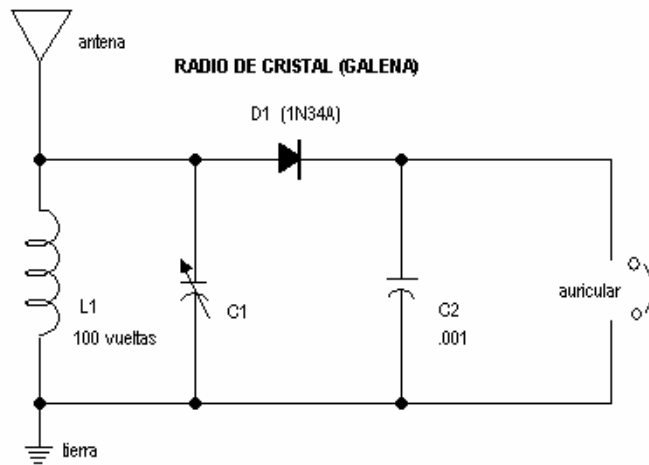 antena
RADIO DE CRISTAL (GALENA)
D1 (1N34A)
L1
100 vueltas
C1
C2
.001
auricular
tierra